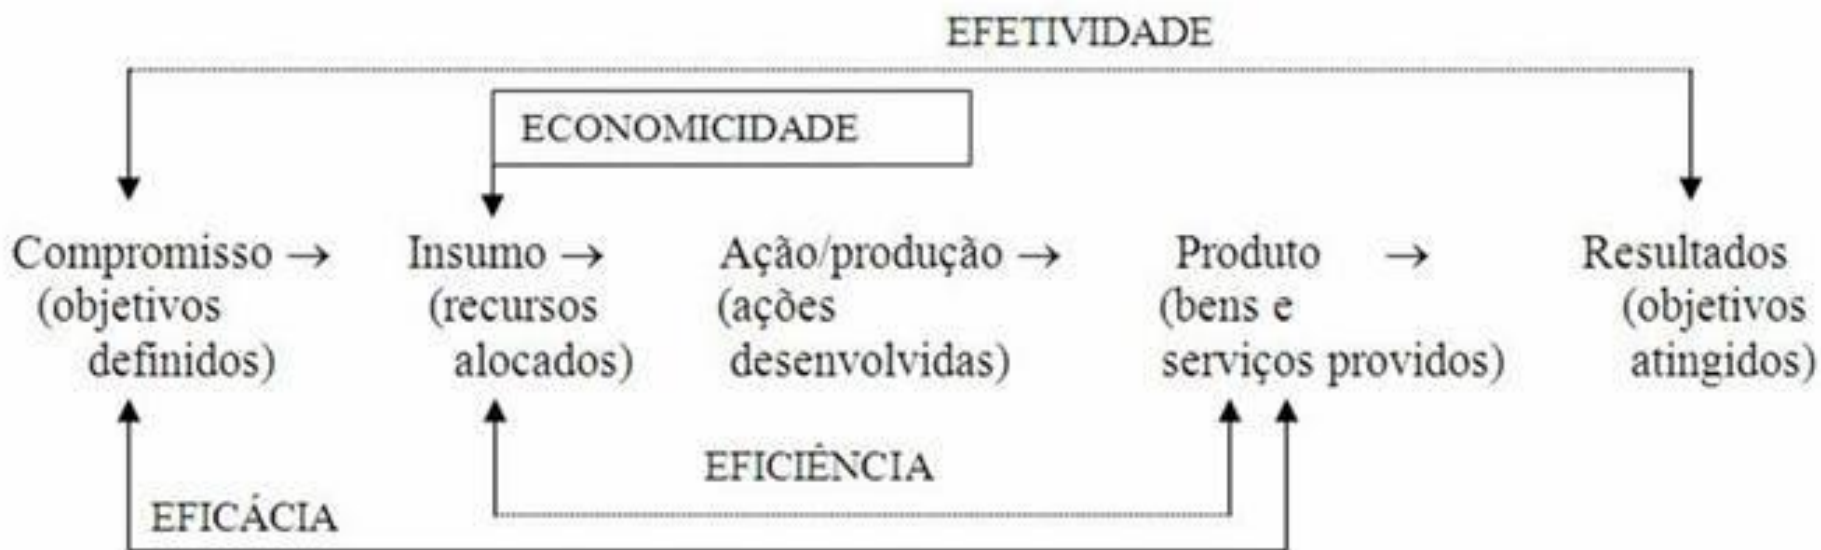 EFETIVIDADE
ECONOMICIDADE
Compromisso → Insumo → Ação/produção → Produto → Resultados
(objetivos (recursos (ações (bens e (objetivos
definidos) alocados) desenvolvidas) serviços providos) atingidos)
EFICIÊNCIA
EFICÁCIA